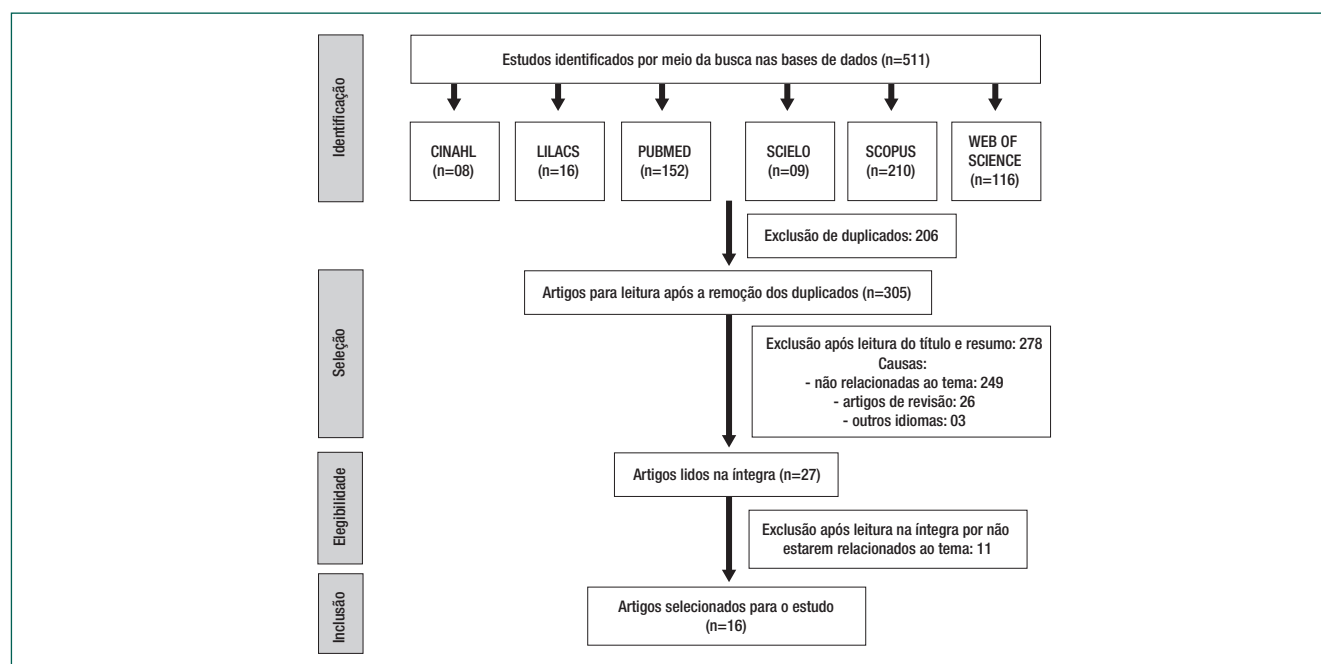 Identificação
Estudos identificados por meio da busca nas bases de dados (n=511)
CINAHL
(n=08)
LILACS
(n=16)
PUBMED
(n=152)
SCIELO
(n=09)
SCOPUS
(n=210)
WEB OF
SCIENCE
(n=116)
Exclusão de duplicados: 206
Seleção
Artigos para leitura após a remoção dos duplicados (n=305)
Exclusão após leitura do título e resumo: 278
Causas:
- não relacionadas ao tema: 249
- artigos de revisão: 26
- outros idiomas: 03
Elegibilidade
Artigos lidos na íntegra (n=27)
Exclusão após leitura na íntegra por não
estarem relacionados ao tema: 11
Inclusão
Artigos selecionados para o estudo
(n=16)